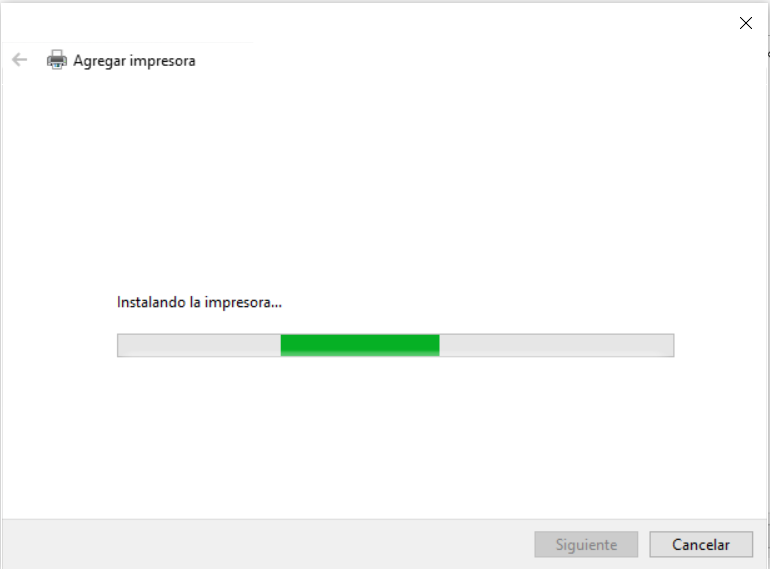 Agregar impresora
Instalando la impresora...
Siguiente
Cancelar